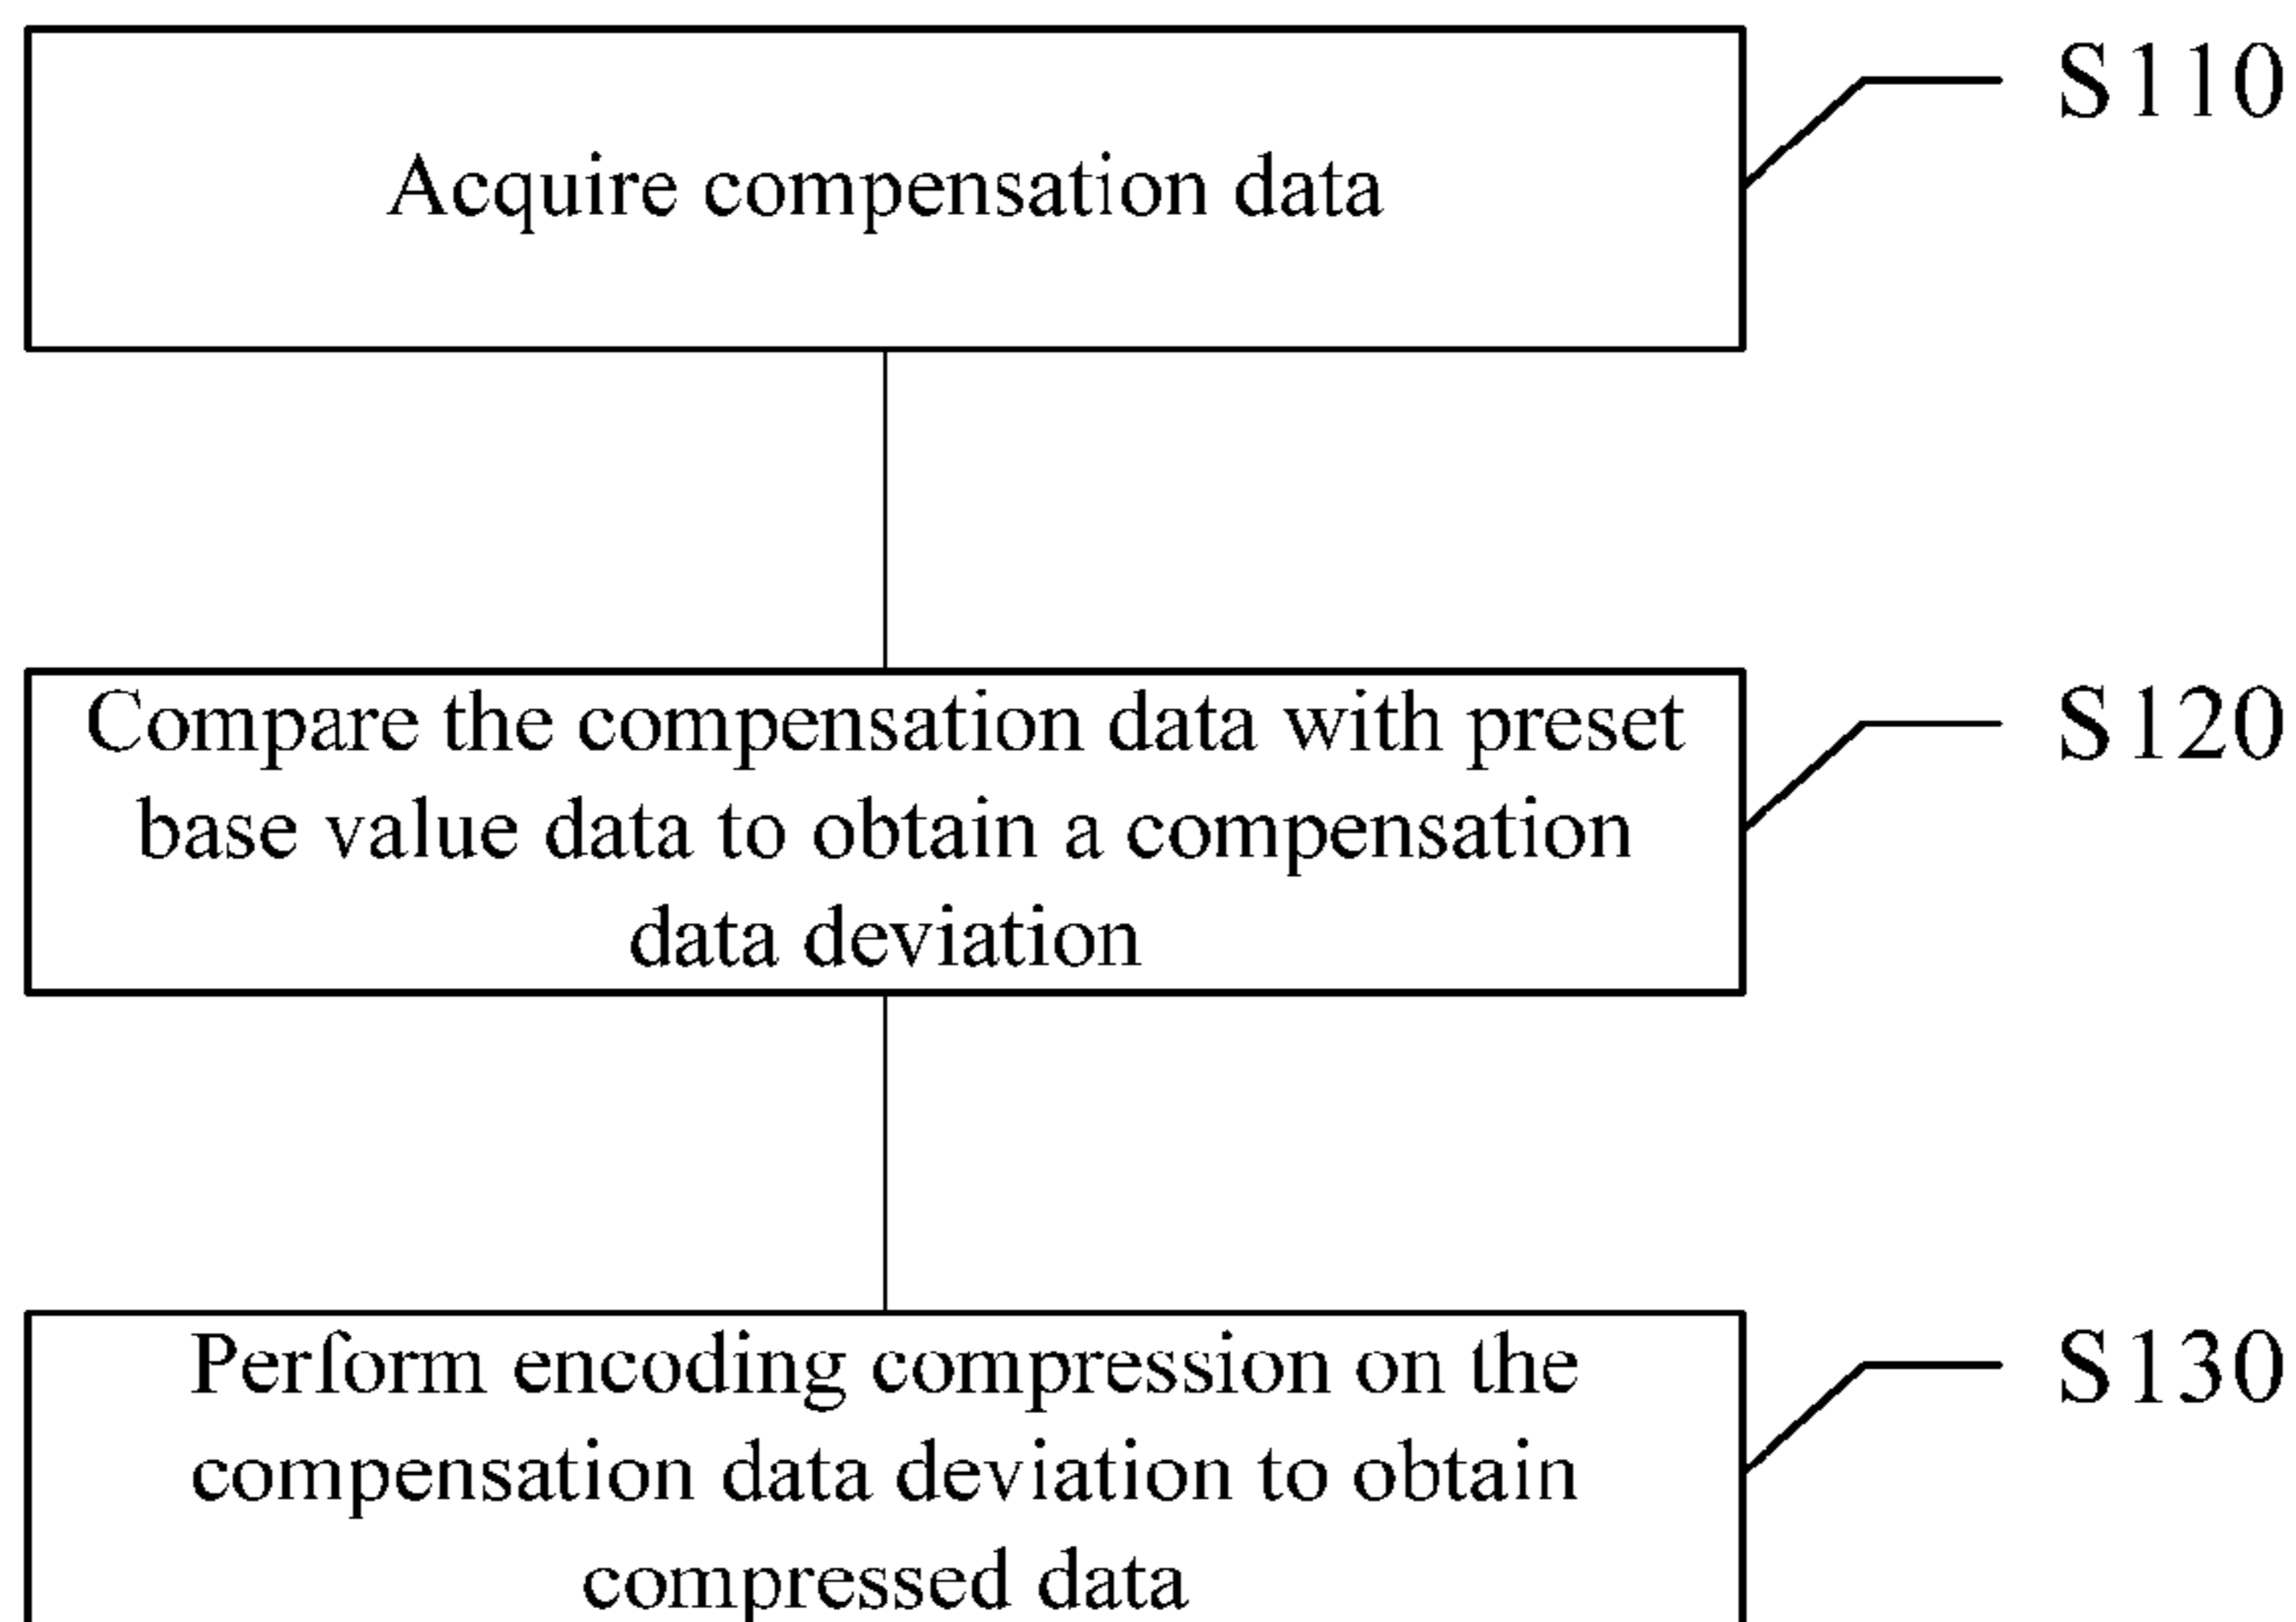 Acquire compensation data
S110
Compare the compensation data with preset
base value data to obtain a compensation
data deviation
S120
Perform encoding compression on the
compensation data deviation to obtain
compressed data
S130